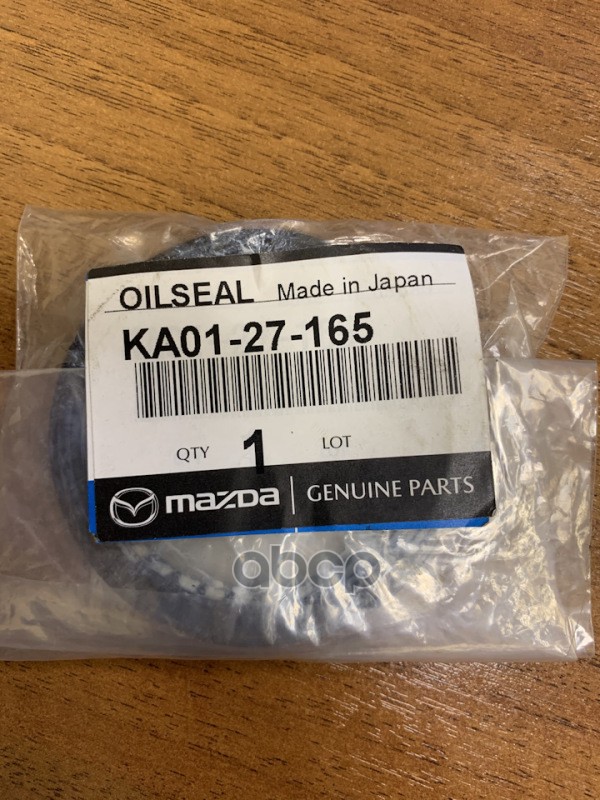 OILSEAL Made in Japan
KA01-27-165
QTY 1 LOT
mazda GENUINE PARTS
abcp